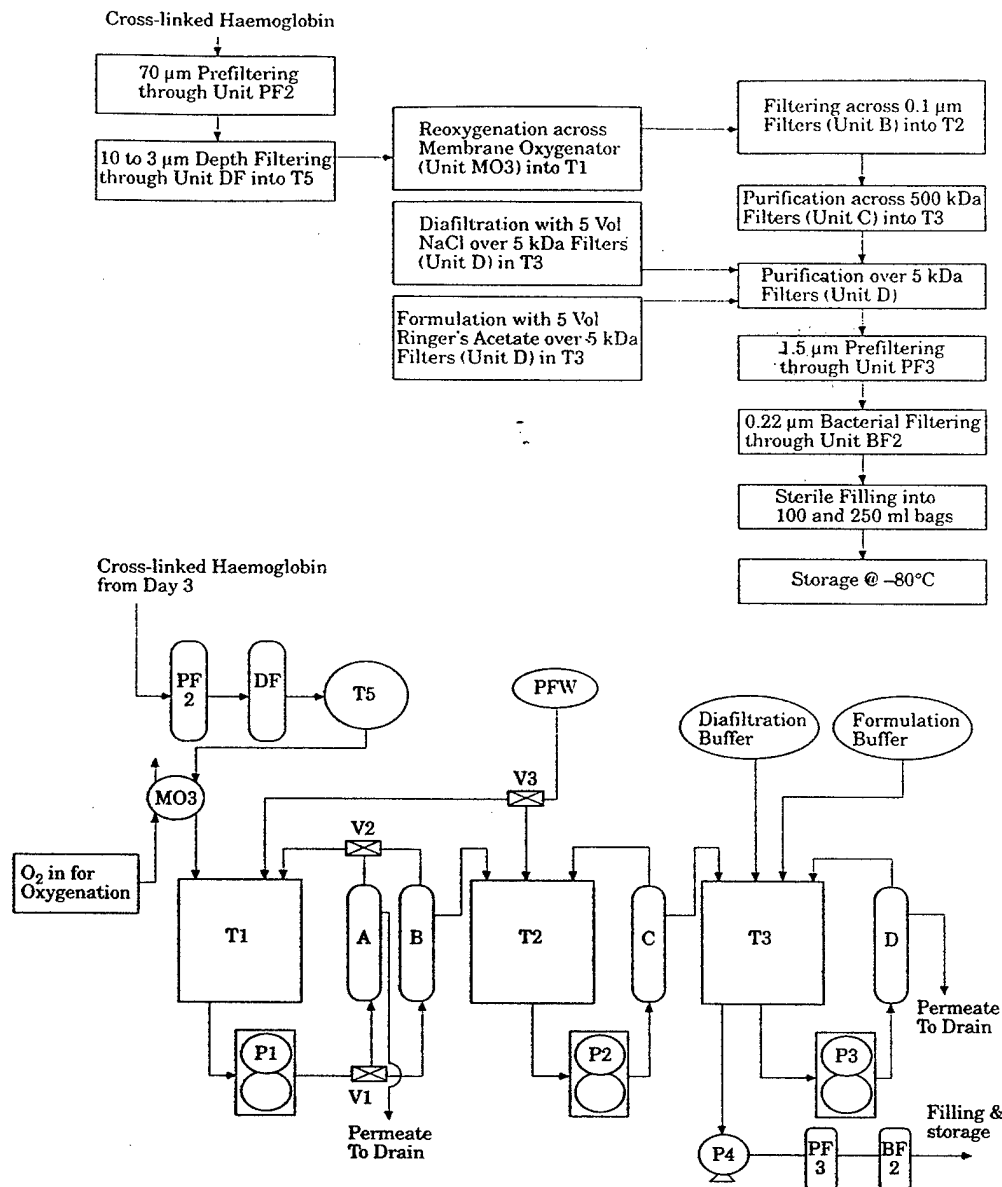 Cross-linked Haemoglobin
70 µm Prefiltering
through Unit PF2
10 to 3 µm Depth Filtering
through Unit DF into T5
Reoxygenation across
Membrane Oxygenator
(Unit MO3) into T1
Diafiltration with 5 Vol
NaCl over 5 kDa Filters
(Unit D) in T3
Formulation with 5 Vol
Ringer's Acetate over 5 kDa
Filters (Unit D) in T3
Filtering across 0.1 µm
Filters (Unit B) into T2
Purification across 500 kDa
Filters (Unit C) into T3
Purification over 5 kDa
Filters (Unit D)
1.5 µm Prefiltering
through Unit PF3
0.22 µm Bacterial Filtering
through Unit BF2
Sterile Filling into
100 and 250 ml bags
Storage @ –80°C
Cross-linked Haemoglobin
from Day 3
PF
2
DF
T5
PFW
Diafiltration
Buffer
Formulation
Buffer
MO3
V3
V2
O2 in for
Oxygenation
T1
A
B
T2
C
T3
D
Permeate
To Drain
P1
V1
P2
P3
Permeate
To Drain
Filling &
storage
P4
PF
3
BF
2